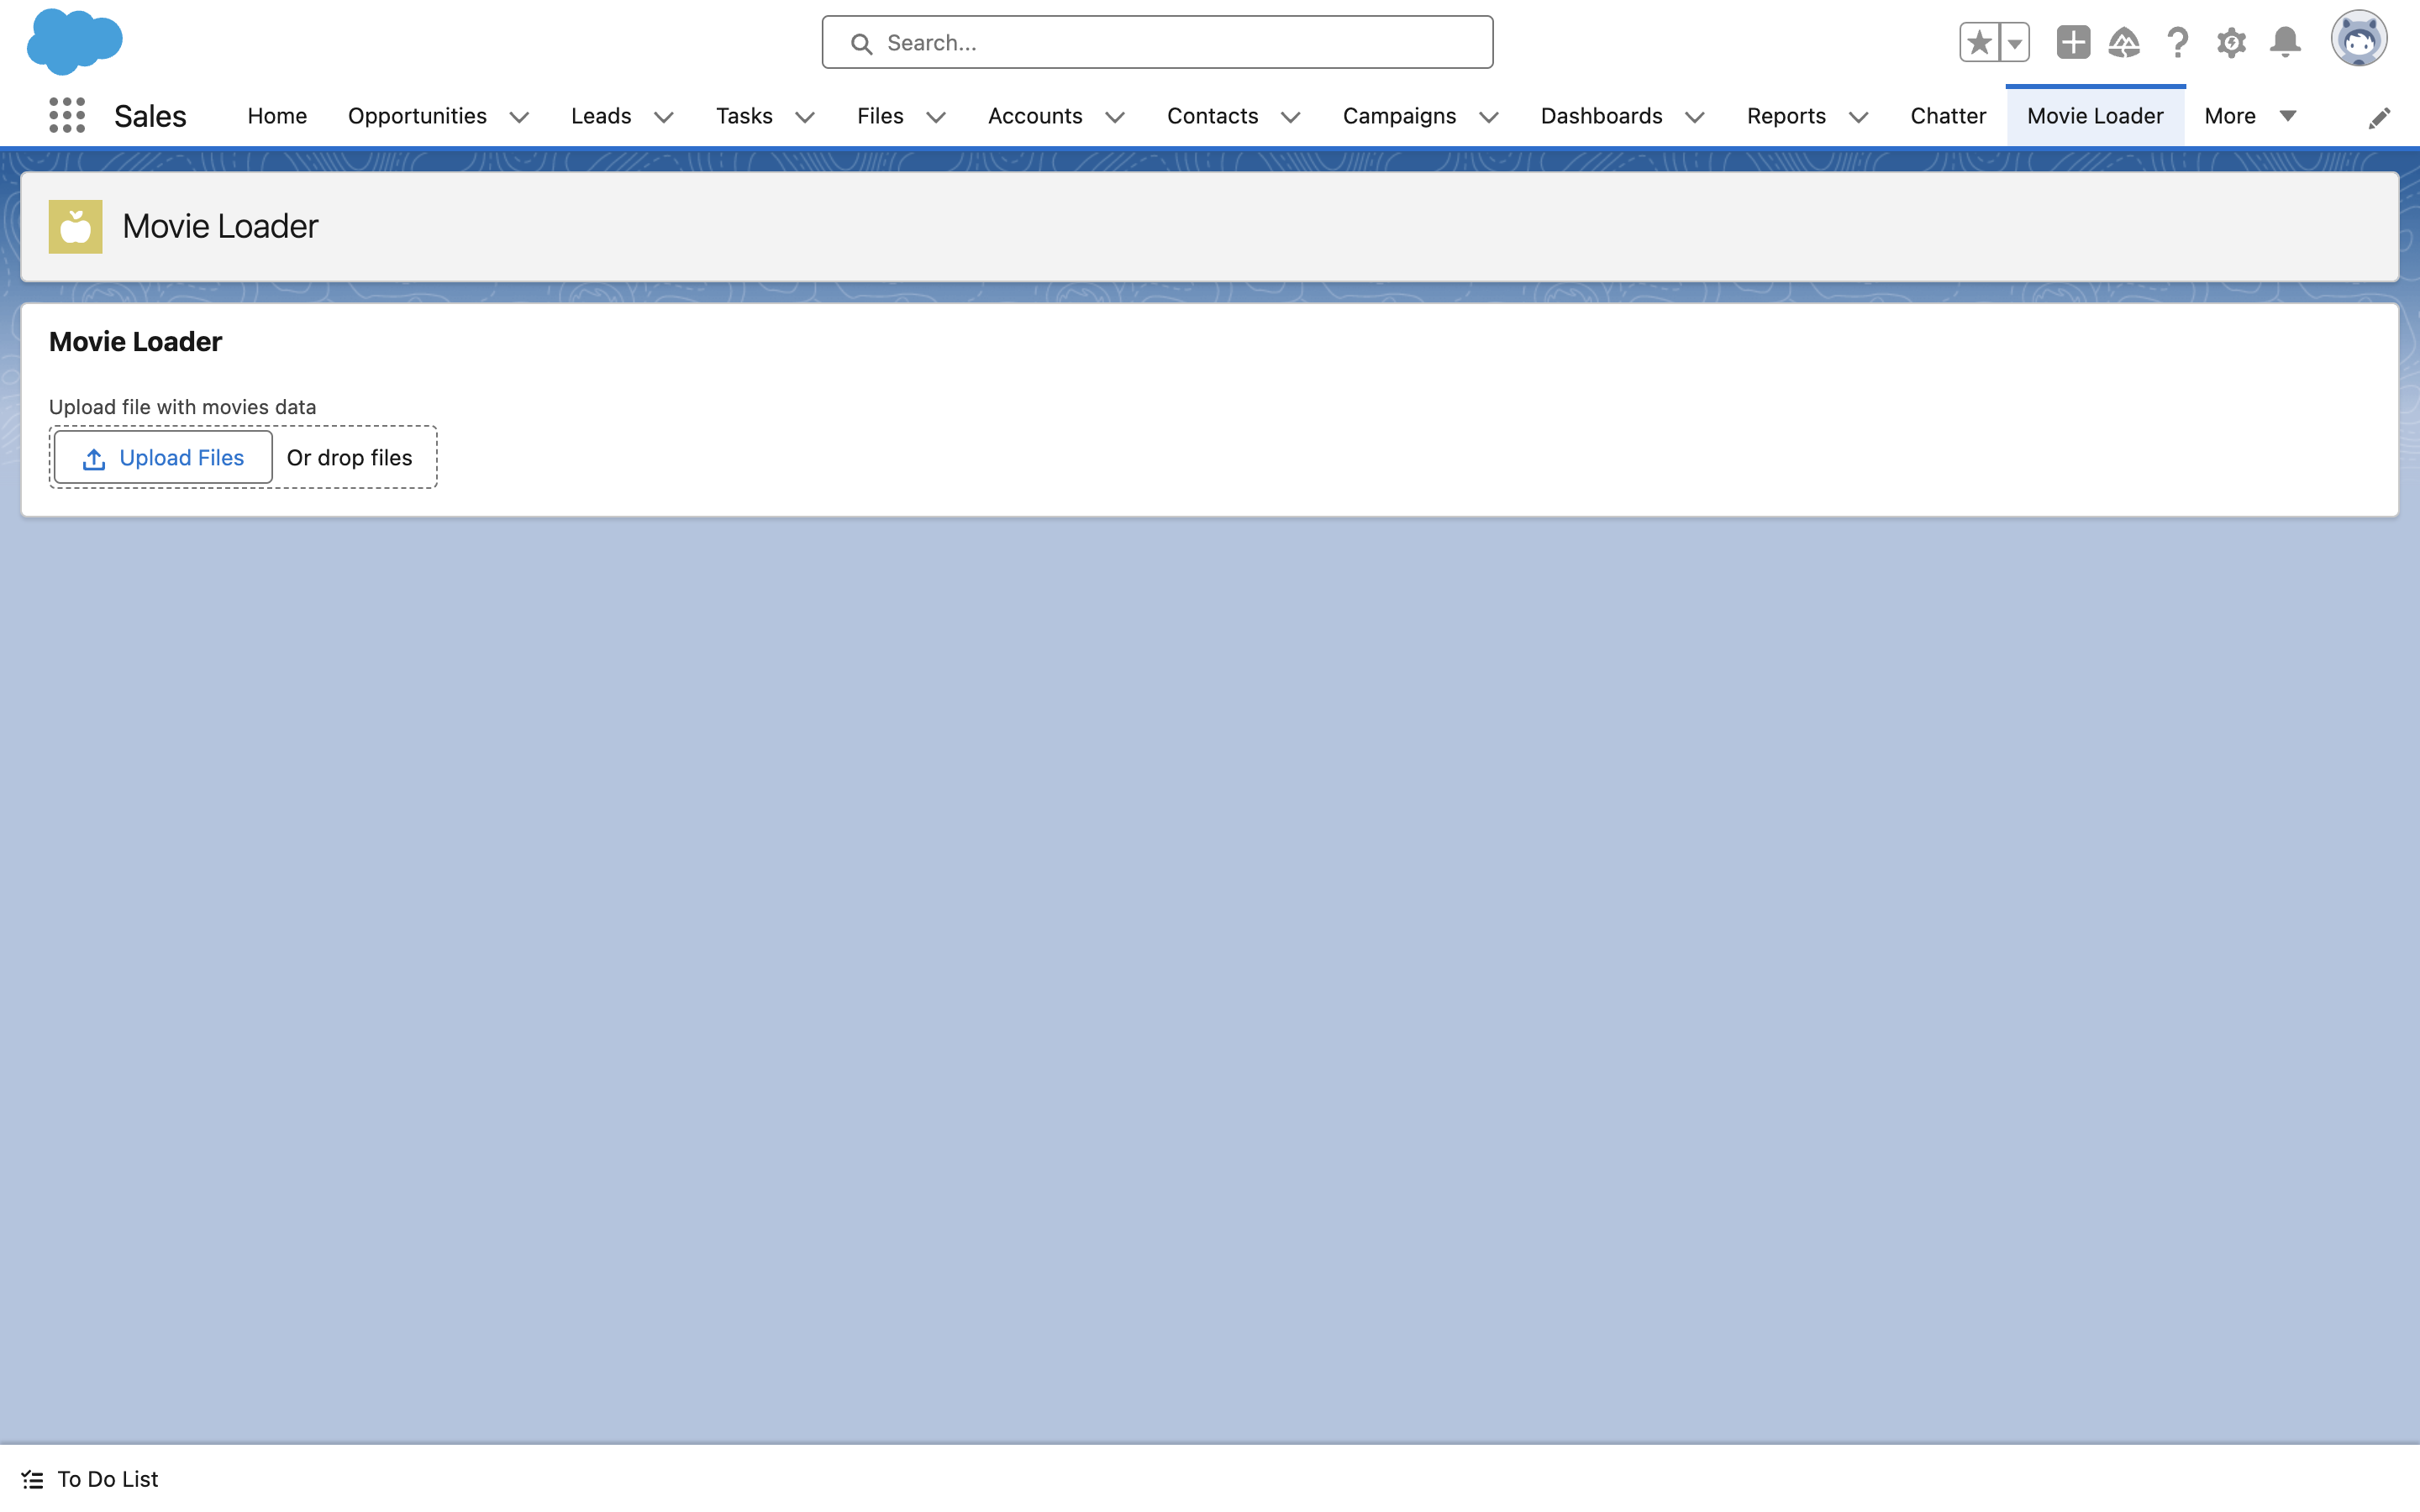 Search...
Sales Home Opportunities Leads Tasks Files Accounts Contacts Campaigns Dashboards Reports Chatter Movie Loader More
Movie Loader
Movie Loader
Upload file with movies data
Upload Files Or drop files
To Do List